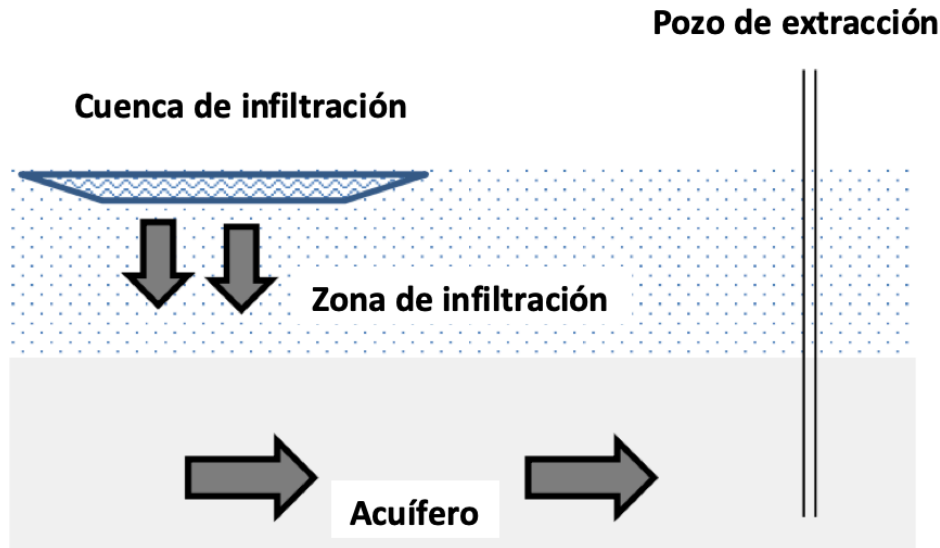 Pozo de extracción
Cuenca de infiltración
Zona de infiltración
Acuífero